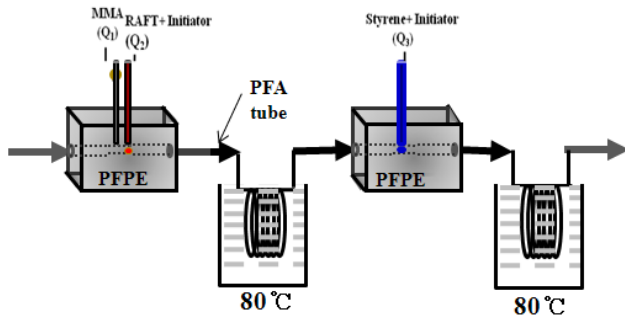 MMA
(Q1)
RAFT+Initiator
(Q2)
Styrene+Initiator
(Q3)
PFA
tube
PFPE
PFPE
80℃
80℃